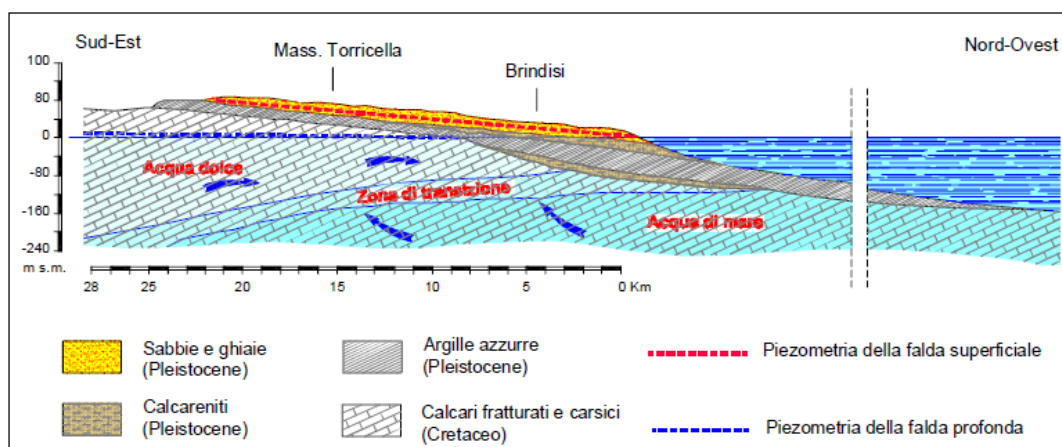 Sud-Est
Mass. Torricella
Brindisi
Nord-Ovest
100
80
0
-80
-160
-240
m s.m.
Acqua dolce
Zona di transizione
Acqua di mare
28 25 20 15 10 5 0 Km
Sabbie e ghiaie
(Pleistocene)
Argille azzurre
(Pleistocene)
Piezometria della falda superficiale
Calcareniti
(Pleistocene)
Calcari fratturati e carsici
(Cretaceo)
Piezometria della falda profonda